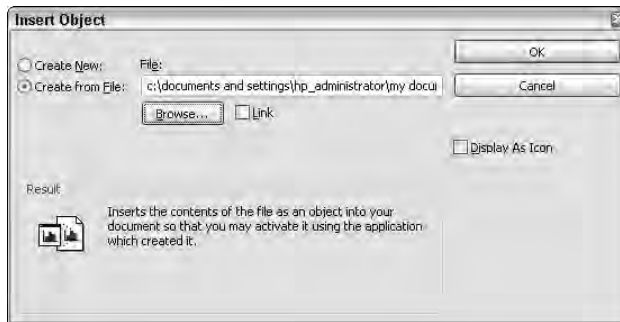 Insert Object
Create New:
File:
OK
Create from File:
c:\documents and settings\hp_administrator\my docui
Cancel
Browse...
Link
Display As Icon
Result
Inserts the contents of the file as an object into your
document so that you may activate it using the application
which created it.